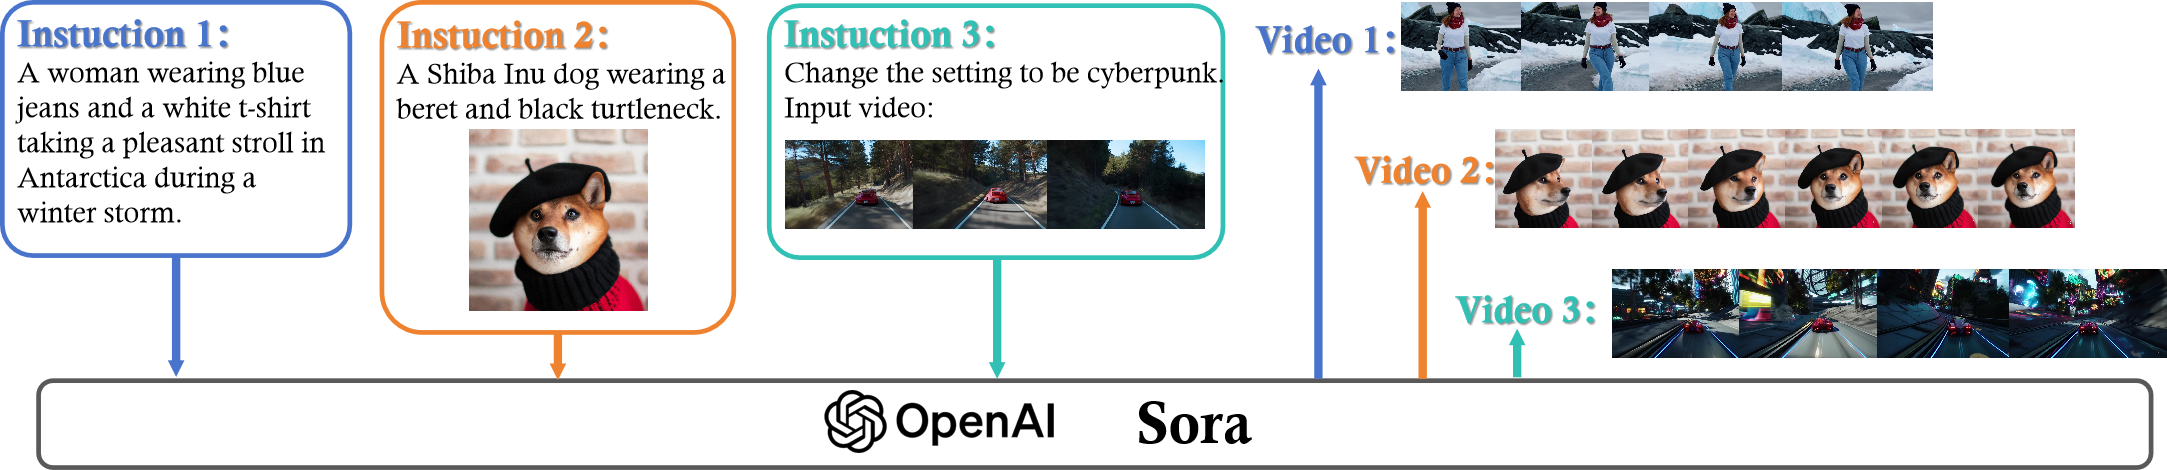 Instuction 1:
A woman wearing blue
jeans and a white t-shirt
taking a pleasant stroll in
Antarctica during a
winter storm.
Instuction 2:
A Shiba Inu dog wearing a
beret and black turtleneck.
Instuction 3:
Change the setting to be cyberpunk.
Input video:
Video 1:
Video 2:
Video 3:
OpenAI Sora